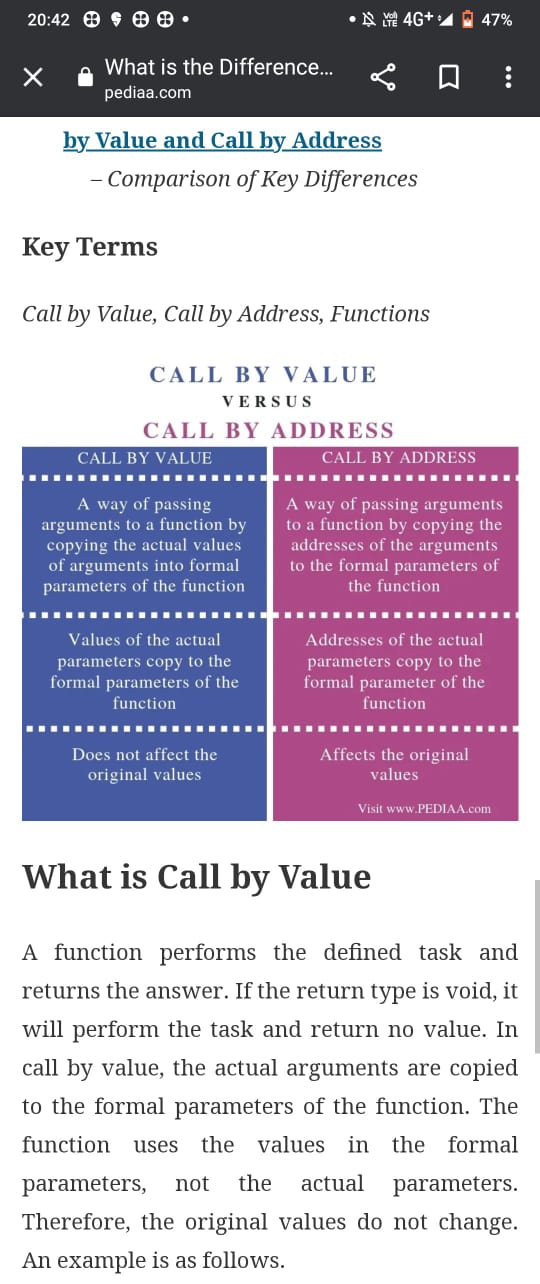 20:42
VoI) LTE 4G+ 47%
What is the Difference...
pediaa.com
by Value and Call by Address
– Comparison of Key Differences
Key Terms
Call by Value, Call by Address, Functions
CALL BY VALUE
VERSUS
CALL BY ADDRESS
CALL BY VALUE
A way of passing
arguments to a function by
copying the actual values
of arguments into formal
parameters of the function
Values of the actual
parameters copy to the
formal parameters of the
function
Does not affect the
original values
CALL BY ADDRESS
A way of passing arguments
to a function by copying the
addresses of the arguments
to the formal parameters of
the function
Addresses of the actual
parameters copy to the
formal parameter of the
function
Affects the original
values
Visit www.PEDIAA.com
What is Call by Value
A function performs the defined task and
returns the answer. If the return type is void, it
will perform the task and return no value. In
call by value, the actual arguments are copied
to the formal parameters of the function. The
function uses the values in the formal
parameters, not the actual parameters.
Therefore, the original values do not change.
An example is as follows.